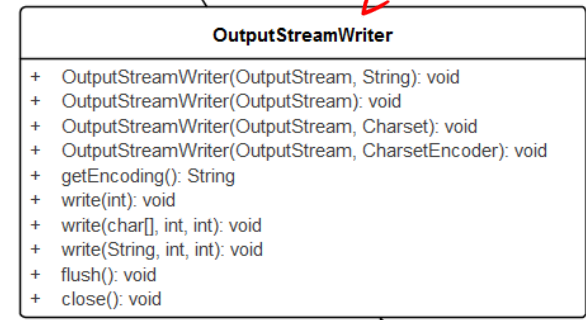 OutputStreamWriter
+ OutputStreamWriter(OutputStream, String): void
+ OutputStreamWriter(OutputStream): void
+ OutputStreamWriter(OutputStream, Charset): void
+ OutputStreamWriter(OutputStream, CharsetEncoder): void
+ getEncoding(): String
+ write(int): void
+ write(char[], int, int): void
+ write(String, int, int): void
+ flush(): void
+ close(): void